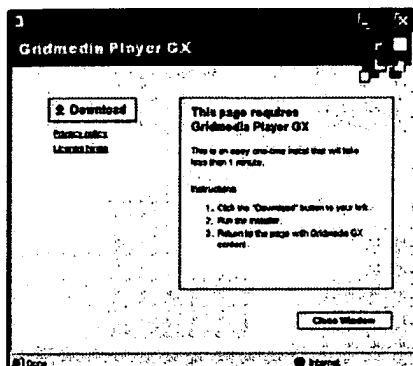 Gridmedia Player GX
Download
Privacy policy
License terms
This page requires
Gridmedia Player GX
This is an easy one-time install that will take
less than 1 minute.
Instructions
1. Click the "Download" button to your left.
2. Run the installer.
3. Return to the page with Gridmedia GX
content.
Close Window
Done
Internet